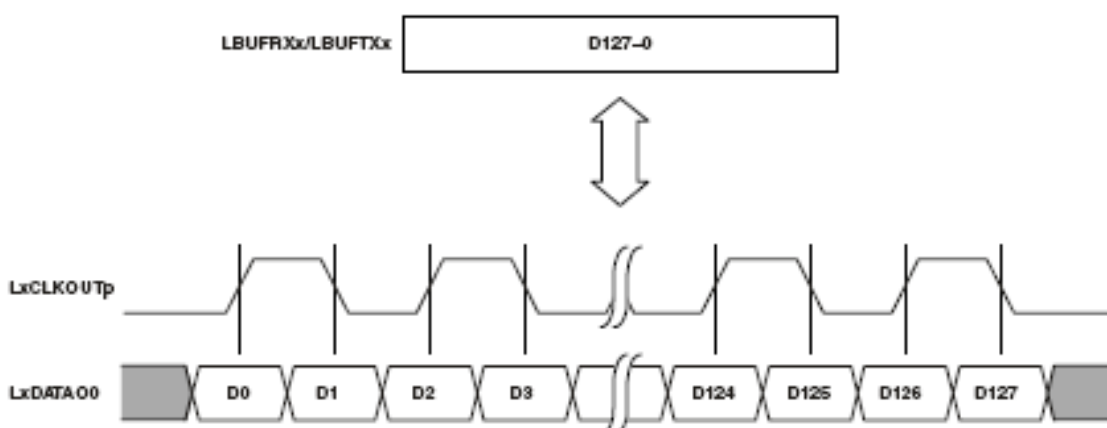 LBUFRXx/LBUFTXx D127–0
LxCLKOUTp
LxDATAO0 D0 D1 D2 D3 D124 D125 D126 D127